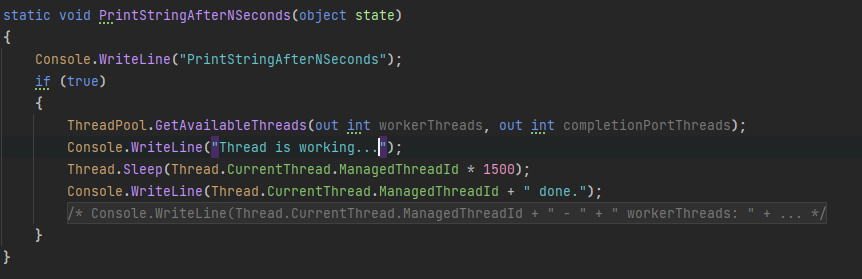 static void PrintStringAfterNSeconds(object state)
{
    Console.WriteLine("PrintStringAfterNSeconds");
    if (true)
    {
        ThreadPool.GetAvailableThreads(out int workerThreads, out int completionPortThreads);
        Console.WriteLine("Thread is working...");
        Thread.Sleep(Thread.CurrentThread.ManagedThreadId * 1500);
        Console.WriteLine(Thread.CurrentThread.ManagedThreadId + " done.");
        /* Console.WriteLine(Thread.CurrentThread.ManagedThreadId + " - " + " workerThreads: " + ... */
    }
}